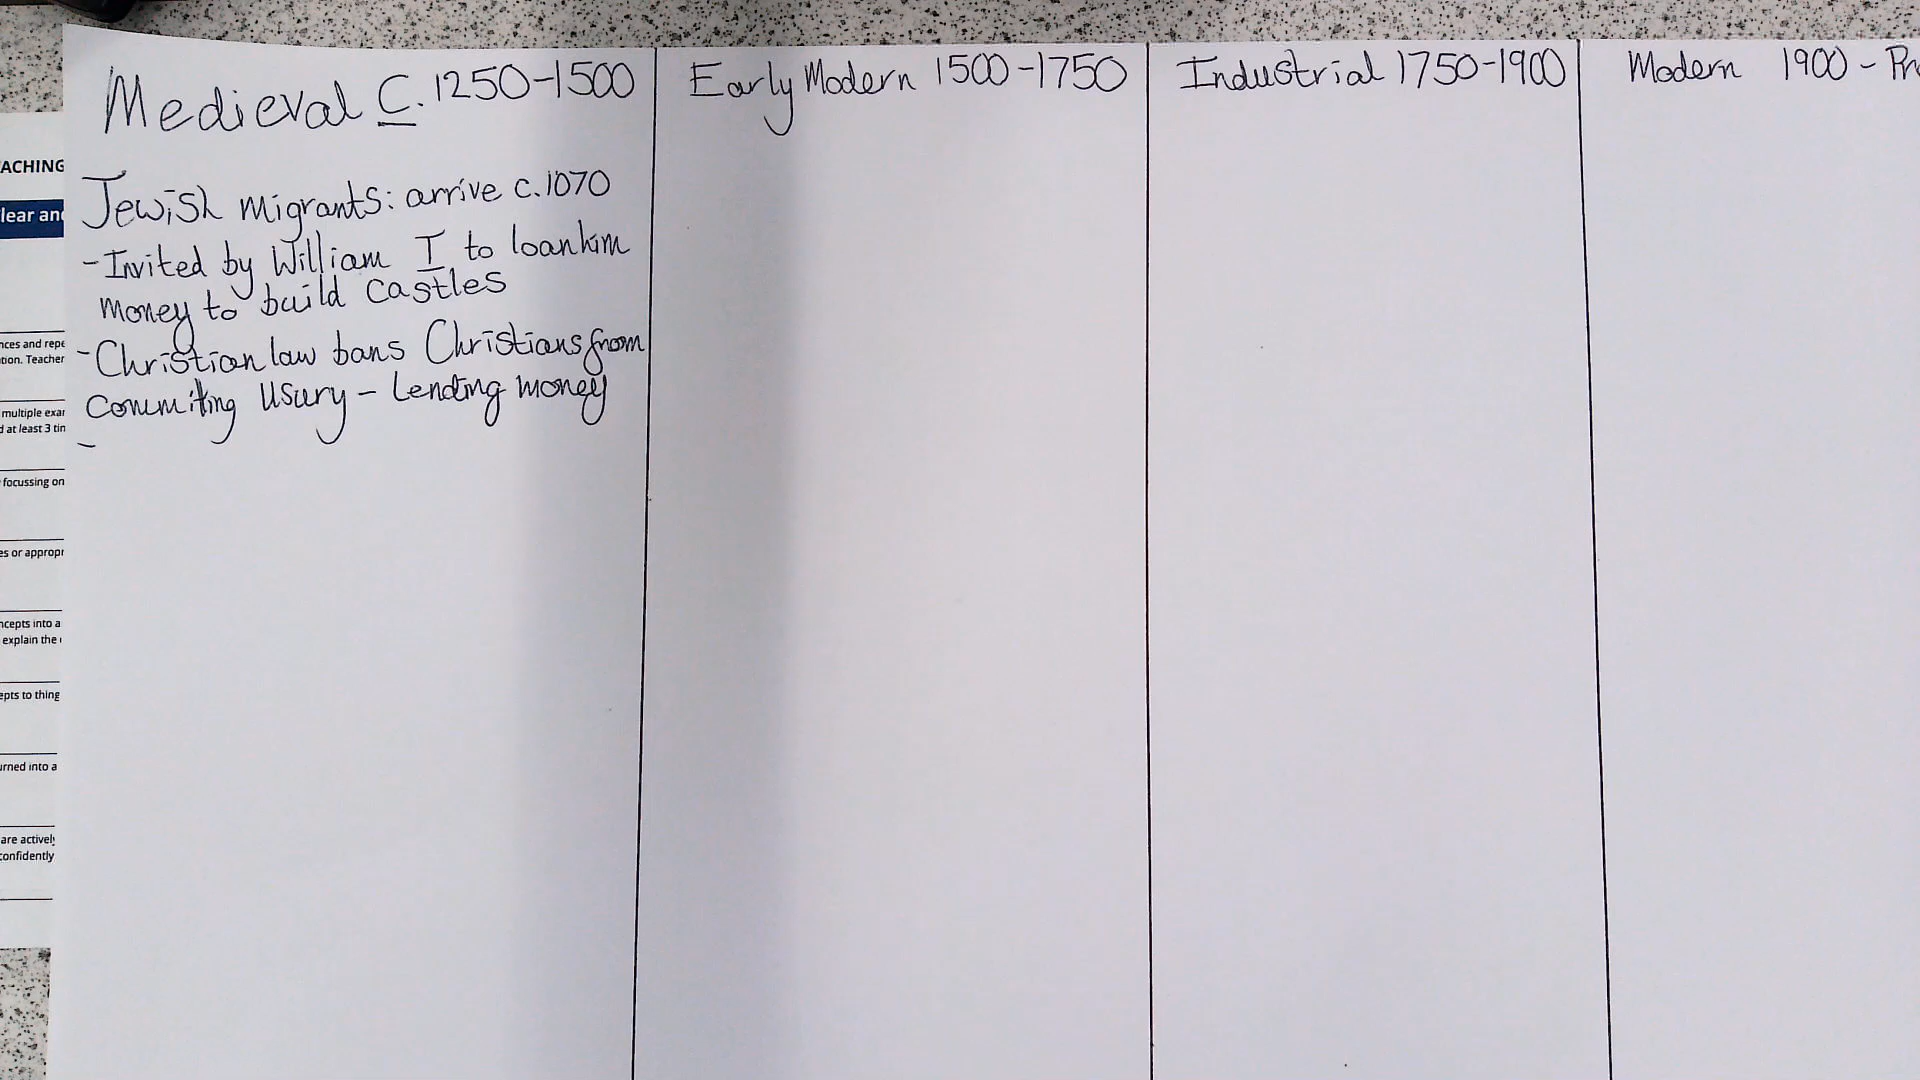 Medieval C. 1250-1500
Jewish migrants: arrive c.1070
- Invited by William I to loan him
money to build castles
- Christian law bans Christians from
Commiting Usury - Lending money
-
Early Modern 1500-1750
Industrial 1750-1900
Modern 1900 -
ACHING
lear and
nces and repe
tion. Teacher
multiple exar
d at least 3 tin
focussing on
es or appropr
ncepts into a
explain the
epts to thing
urned into a
are actively
confidently